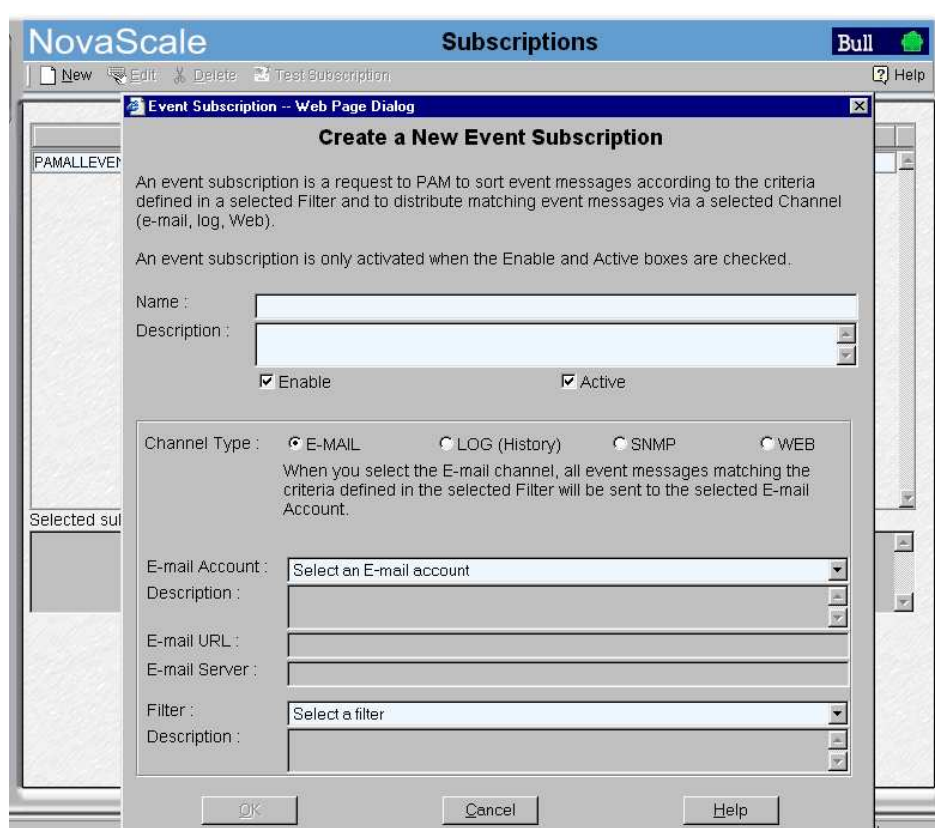 NovaScale Subscriptions Bull
New Edit Delete Test Subscription Help
Event Subscription -- Web Page Dialog
Create a New Event Subscription
PAMALLEVEN
An event subscription is a request to PAM to sort event messages according to the criteria
defined in a selected Filter and to distribute matching event messages via a selected Channel
(e-mail, log, Web).
An event subscription is only activated when the Enable and Active boxes are checked.
Name :
Description :
Enable Active
Channel Type : E-MAIL LOG (History) SNMP WEB
When you select the E-mail channel, all event messages matching the
criteria defined in the selected Filter will be sent to the selected E-mail
Account.
Selected sul
E-mail Account : Select an E-mail account
Description :
E-mail URL :
E-mail Server :
Filter : Select a filter
Description :
OK Cancel Help